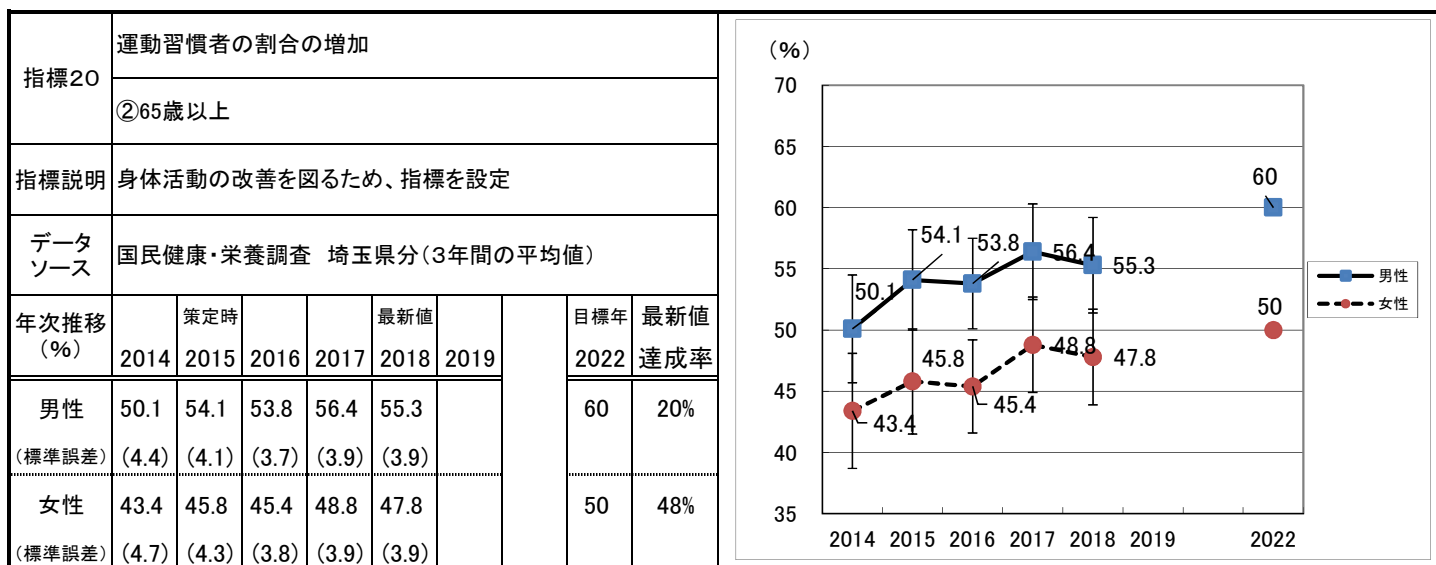 指標20
運動習慣者の割合の増加
②65歳以上
指標説明
身体活動の改善を図るため、指標を設定
データ
ソース
国民健康・栄養調査 埼玉県分(3年間の平均値)
年次推移
(%)
策定時
最新値
目標年
最新値
2014 2015 2016 2017 2018 2019 2022 達成率
男性 50.1 54.1 53.8 56.4 55.3 60 20%
(標準誤差) (4.4) (4.1) (3.7) (3.9) (3.9)
女性 43.4 45.8 45.4 48.8 47.8 50 48%
(標準誤差) (4.7) (4.3) (3.8) (3.9) (3.9)
(%)
70
65
60
55
50
45
40
35
50.1
54.1
53.8
56.4
55.3
60
43.4
45.8
45.4
48.8
47.8
50
2014 2015 2016 2017 2018 2019 2022
男性
女性